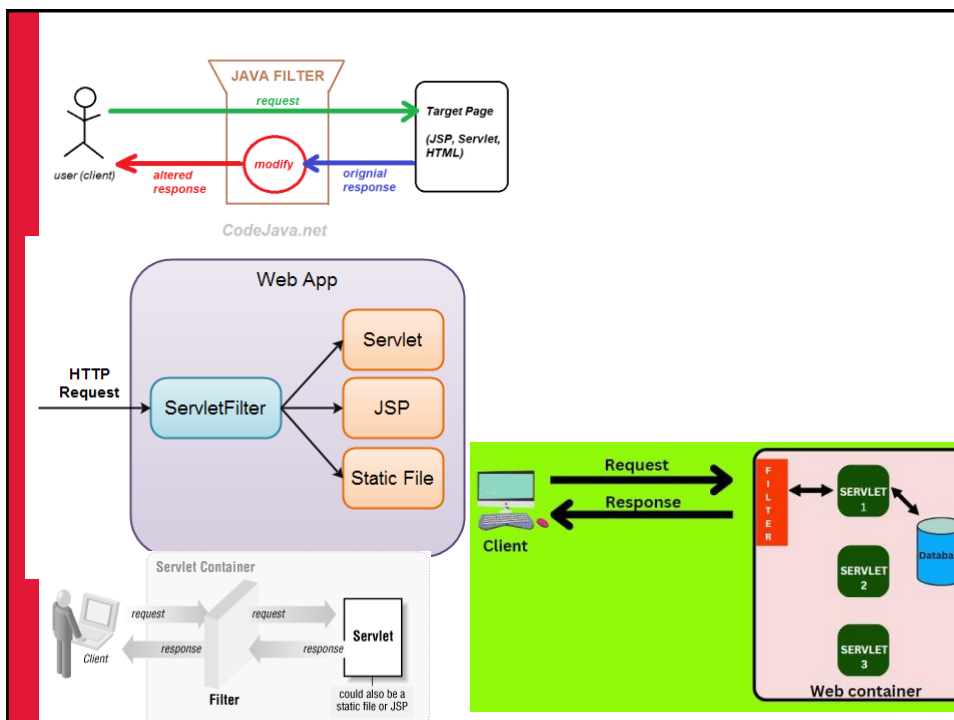 JAVA FILTER
request
Target Page
(JSP, Servlet,
HTML)
modify
user (client)
altered
response
orignial
response
CodeJava.net
Web App
HTTP
Request
ServletFilter
Servlet
JSP
Static File
Servlet Container
request
request
response
response
Client
Servlet
Filter
could also be a
static file or JSP
Request
Response
Client
FILTER
SERVLET
1
Databa
SERVLET
2
SERVLET
3
Web container